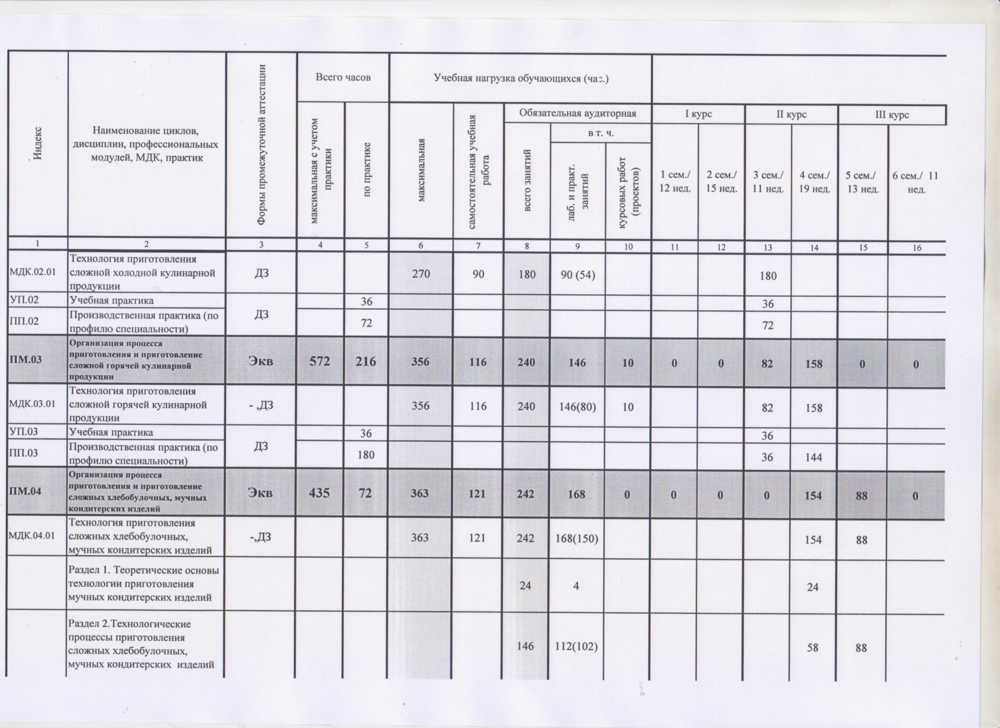 Индекс
Наименование циклов,
дисциплин, профессиональных
модулей, МДК, практик
Формы промежуточной аттестации
Всего часов
максимальная с учетом
практики
по практике
Учебная нагрузка обучающихся (час.)
максимальная
самостоятельная учебная
работа
Обязательная аудиторная
всего занятий
в т. ч.
лаб. и практ.
занятий
курсовых работ
(проектов)
I курс
II курс
III курс
1 сем./
12 нед.
2 сем./
15 нед.
3 сем./
11 нед.
4 сем./
19 нед.
5 сем./
13 нед.
6 сем./ 11
нед.
1 2 3 4 5 6 7 8 9 10 11 12 13 14 15 16
Технология приготовления
МДК.02.01 сложной холодной кулинарной ДЗ 270 90 180 90 (54) 180
продукции
УП.02 Учебная практика 36 36
ДЗ
ПП.02 Производственная практика (по 72 72
профилю специальности)
Организация процесса
ПМ.03 приготовления и приготовление Экв 572 216 356 116 240 146 10 0 0 82 158 0 0
сложной горячей кулинарной
продукции
Технология приготовления
МДК.03.01 сложной горячей кулинарной - ,ДЗ 356 116 240 146(80) 10 82 158
продукции
УП.03 Учебная практика 36 36
ДЗ
ПП.03 Производственная практика (по 180 36 144
профилю специальности)
Организация процесса
ПМ.04 приготовления и приготовление Экв 435 72 363 121 242 168 0 0 0 0 154 88 0
сложных хлебобулочных, мучных
кондитерских изделий
Технология приготовления
МДК.04.01 сложных хлебобулочных, -,ДЗ 363 121 242 168(150) 154 88
мучных кондитерских изделий
Раздел 1. Теоретические основы
технологии приготовления 24 4 24
мучных кондитерских изделий
Раздел 2.Технологические
процессы приготовления 146 112(102) 58 88
сложных хлебобулочных,
мучных кондитерских изделий